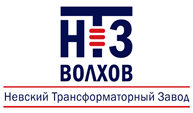 НТЗ
ВОЛХОВ
Невский Трансформаторный Завод